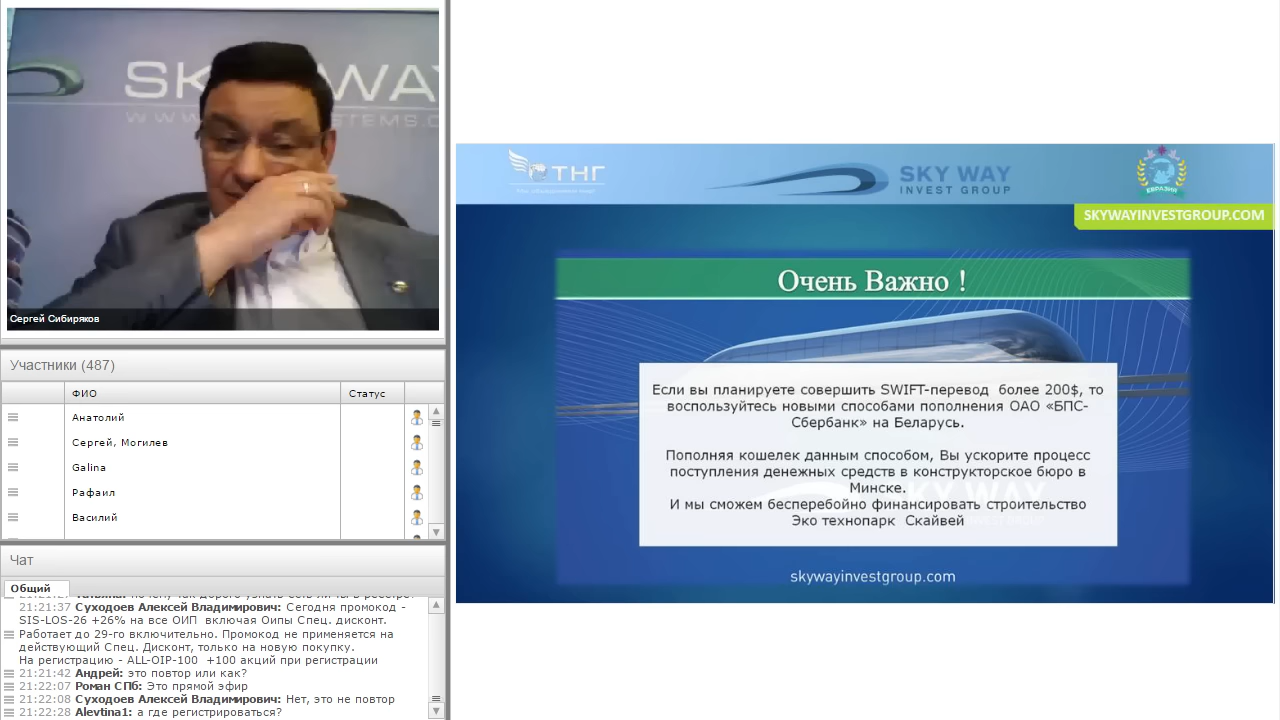 SKY WAY
Сергей Сибиряков
Участники (487)
ФИО
Статус
Анатолий
Сергей, Могилев
Galina
Рафаил
Василий
Чат
Общий
21:21:37 Суходоев Алексей Владимирович: Сегодня промокод -
SIS-LOS-26 +26% на все ОИП включая Оипы Спец. дисконт.
Работает до 29-го включительно. Промокод не применяется на
действующий Спец. Дисконт, только на новую покупку.
На регистрацию - ALL-OIP-100 +100 акций при регистрации
21:21:42 Андрей: это повтор или как?
21:22:07 Роман СПб: Это прямой эфир
21:22:08 Суходоев Алексей Владимирович: Нет, это не повтор
21:22:28 Alevtina1: а где регистрироваться?
ТНГ
SKY WAY
INVEST GROUP
ЕВРАЗИЯ
SKYWAYINVESTGROUP.COM
Очень Важно !
Если вы планируете совершить SWIFT-перевод более 200$, то
воспользуйтесь новыми способами пополнения ОАО «БПС-
Сбербанк» на Беларусь.
Пополняя кошелек данным способом, Вы ускорите процесс
поступления денежных средств в конструкторское бюро в
Минске.
И мы сможем бесперебойно финансировать строительство
Эко технопарк Скайвей
skywayinvestgroup.com